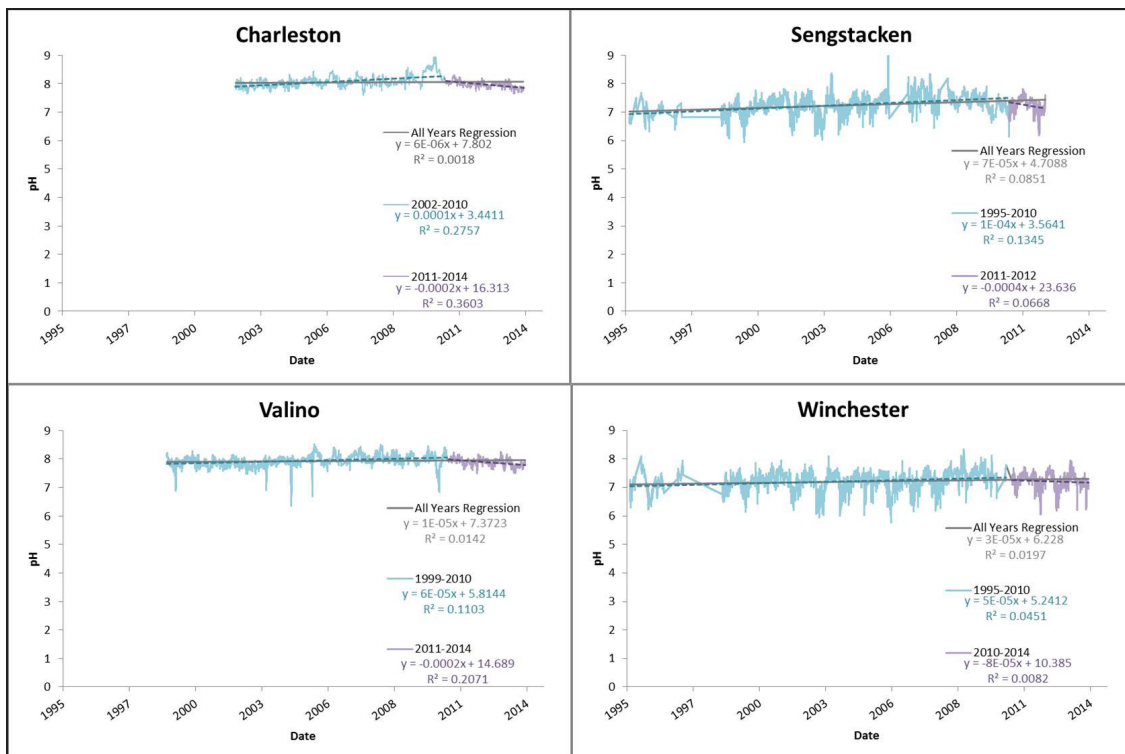 Charleston
9
8
7
6
5
4
3
2
1
0
pH
1995
1997
2000
2003
2006
2008
2011
2014
Date
All Years Regression
y = 6E-06x + 7.802
R² = 0.0018
2002-2010
y = 0.0001x + 3.4411
R² = 0.2757
2011-2014
y = -0.0002x + 16.313
R² = 0.3603
Sengstacken
9
8
7
6
5
4
3
2
1
0
pH
1995
1997
2000
2003
2006
2008
2011
2014
Date
All Years Regression
y = 7E-05x + 4.7088
R² = 0.0851
1995-2010
y = 1E-04x + 3.5641
R² = 0.1345
2011-2012
y = -0.0004x + 23.636
R² = 0.0668
Valino
9
8
7
6
5
4
3
2
1
0
pH
1995
1997
2000
2003
2006
2008
2011
2014
Date
All Years Regression
y = 1E-05x + 7.3723
R² = 0.0142
1999-2010
y = 6E-05x + 5.8144
R² = 0.1103
2011-2014
y = -0.0002x + 14.689
R² = 0.2071
Winchester
9
8
7
6
5
4
3
2
1
0
pH
1995
1997
2000
2003
2006
2008
2011
2014
Date
All Years Regression
y = 3E-05x + 6.228
R² = 0.0197
1995-2010
y = 5E-05x + 5.2412
R² = 0.0451
2010-2014
y = -8E-05x + 10.385
R² = 0.0082